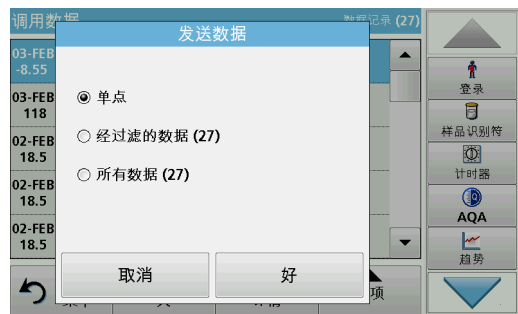 调用数据
数据记录 (27)
发送数据
03-FEB
-8.55
03-FEB
118
02-FEB
18.5
02-FEB
18.5
02-FEB
18.5
单点
经过滤的数据 (27)
所有数据 (27)
取消
好
项
登录
样品识别符
计时器
AQA
趋势